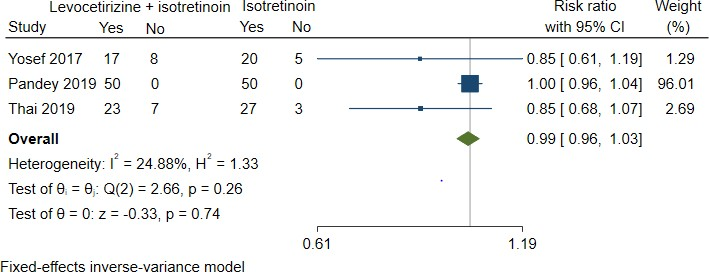 Levocetirizine + isotretinoin Isotretinoin Risk ratio Weight
Study Yes No Yes No with 95% CI (%)
Yosef 2017 17 8 20 5 0.85 [ 0.61, 1.19] 1.29
Pandey 2019 50 0 50 0 1.00 [ 0.96, 1.04] 96.01
Thai 2019 23 7 27 3 0.85 [ 0.68, 1.07] 2.69
Overall 0.99 [ 0.96, 1.03]
Heterogeneity: I² = 24.88%, H² = 1.33
Test of θᵢ = θⱼ: Q(2) = 2.66, p = 0.26
Test of θ = 0: z = -0.33, p = 0.74
0.61 1.19
Fixed-effects inverse-variance model